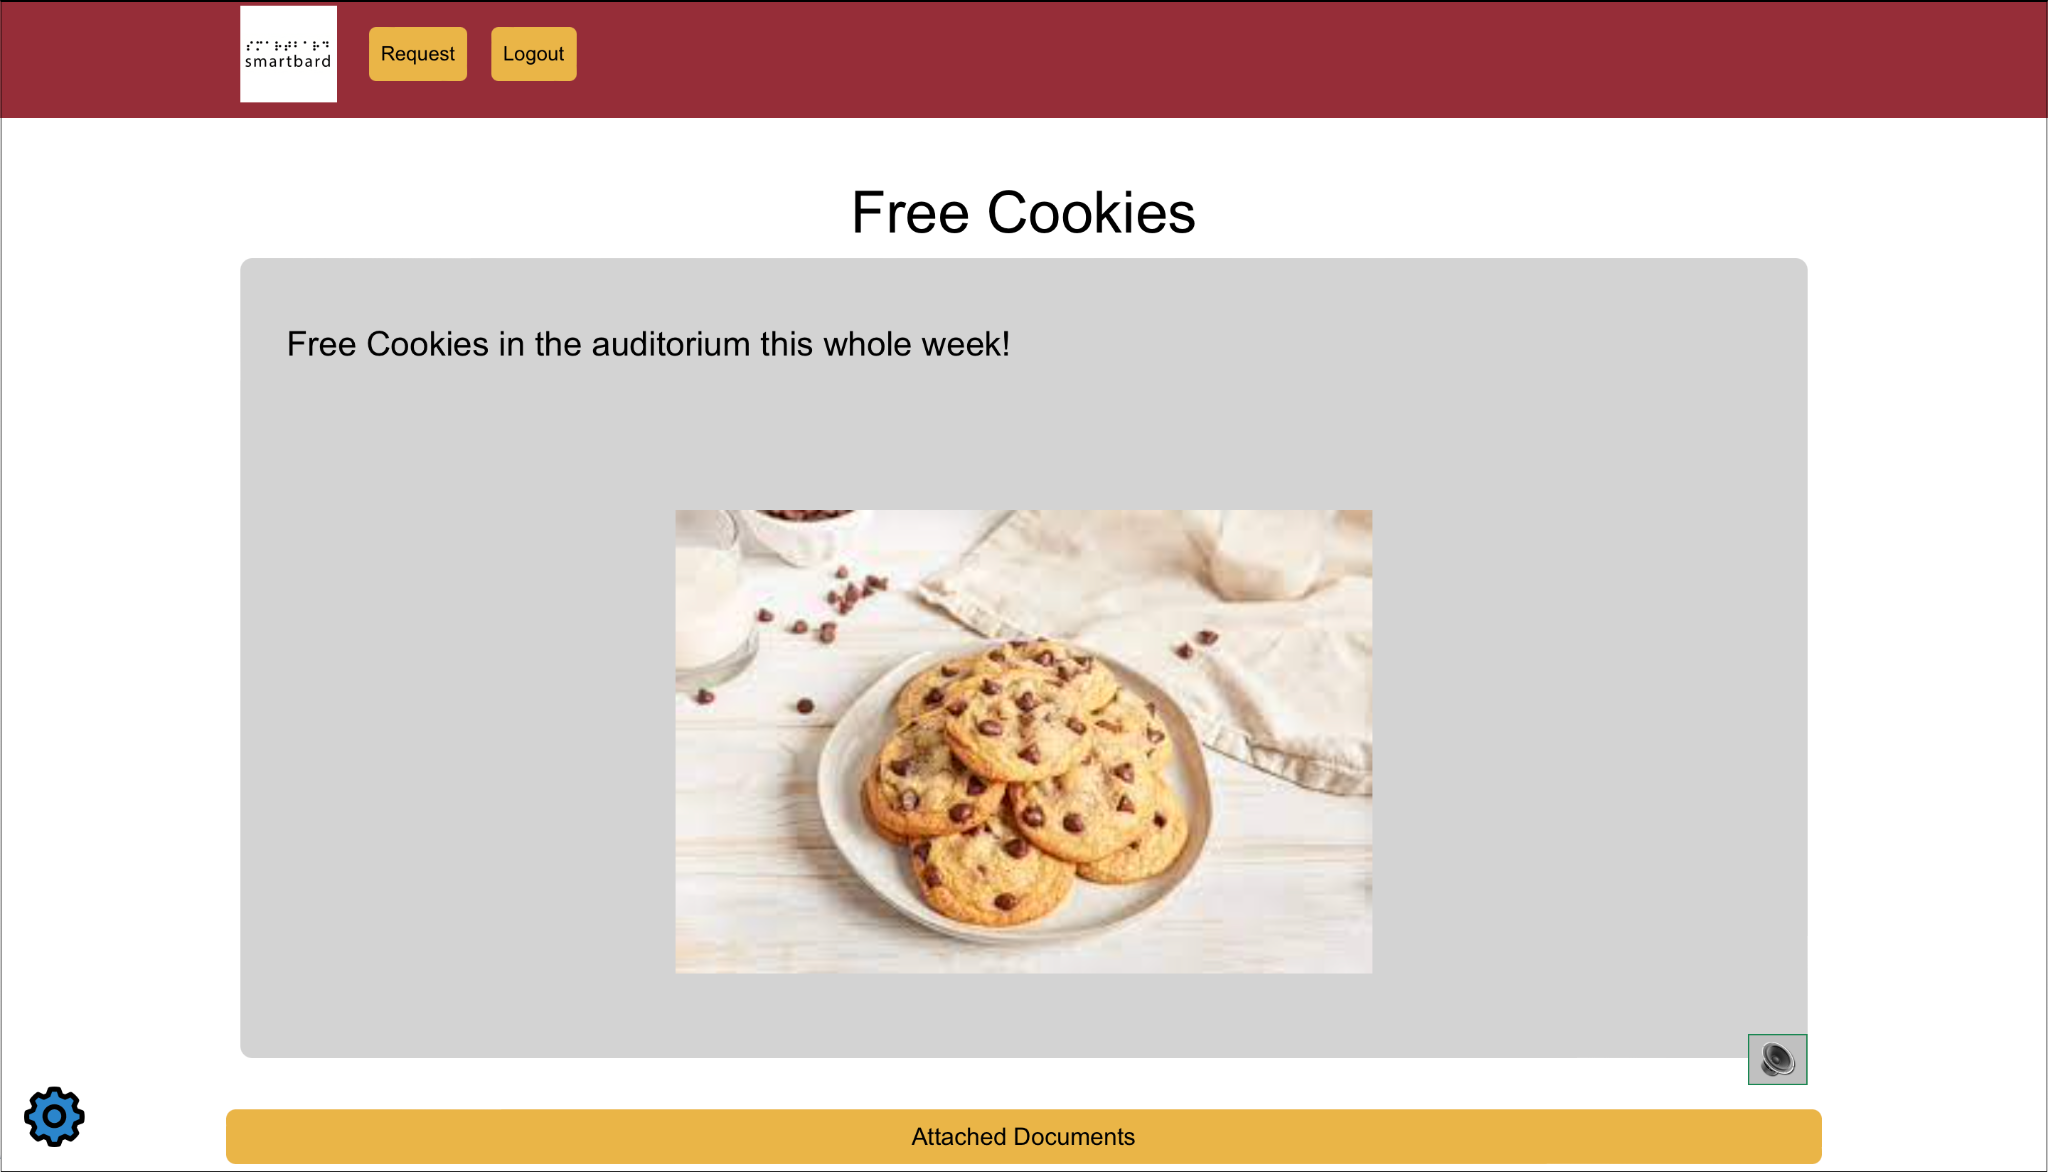 ⠎⠍⠁⠗⠞⠃⠁⠗⠙
smartbard
Request
Logout
Free Cookies
Free Cookies in the auditorium this whole week!
Attached Documents